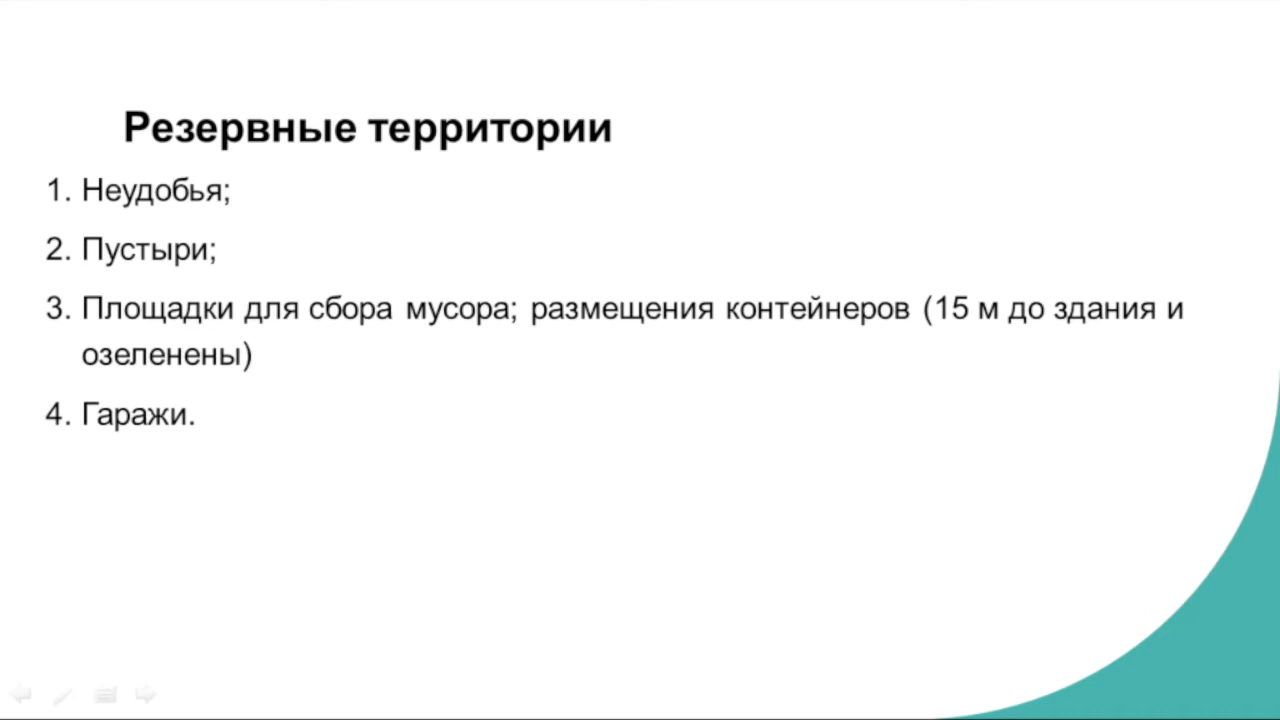 Резервные территории
1. Неудобья;
2. Пустыри;
3. Площадки для сбора мусора; размещения контейнеров (15 м до здания и
озеленены)
4. Гаражи.